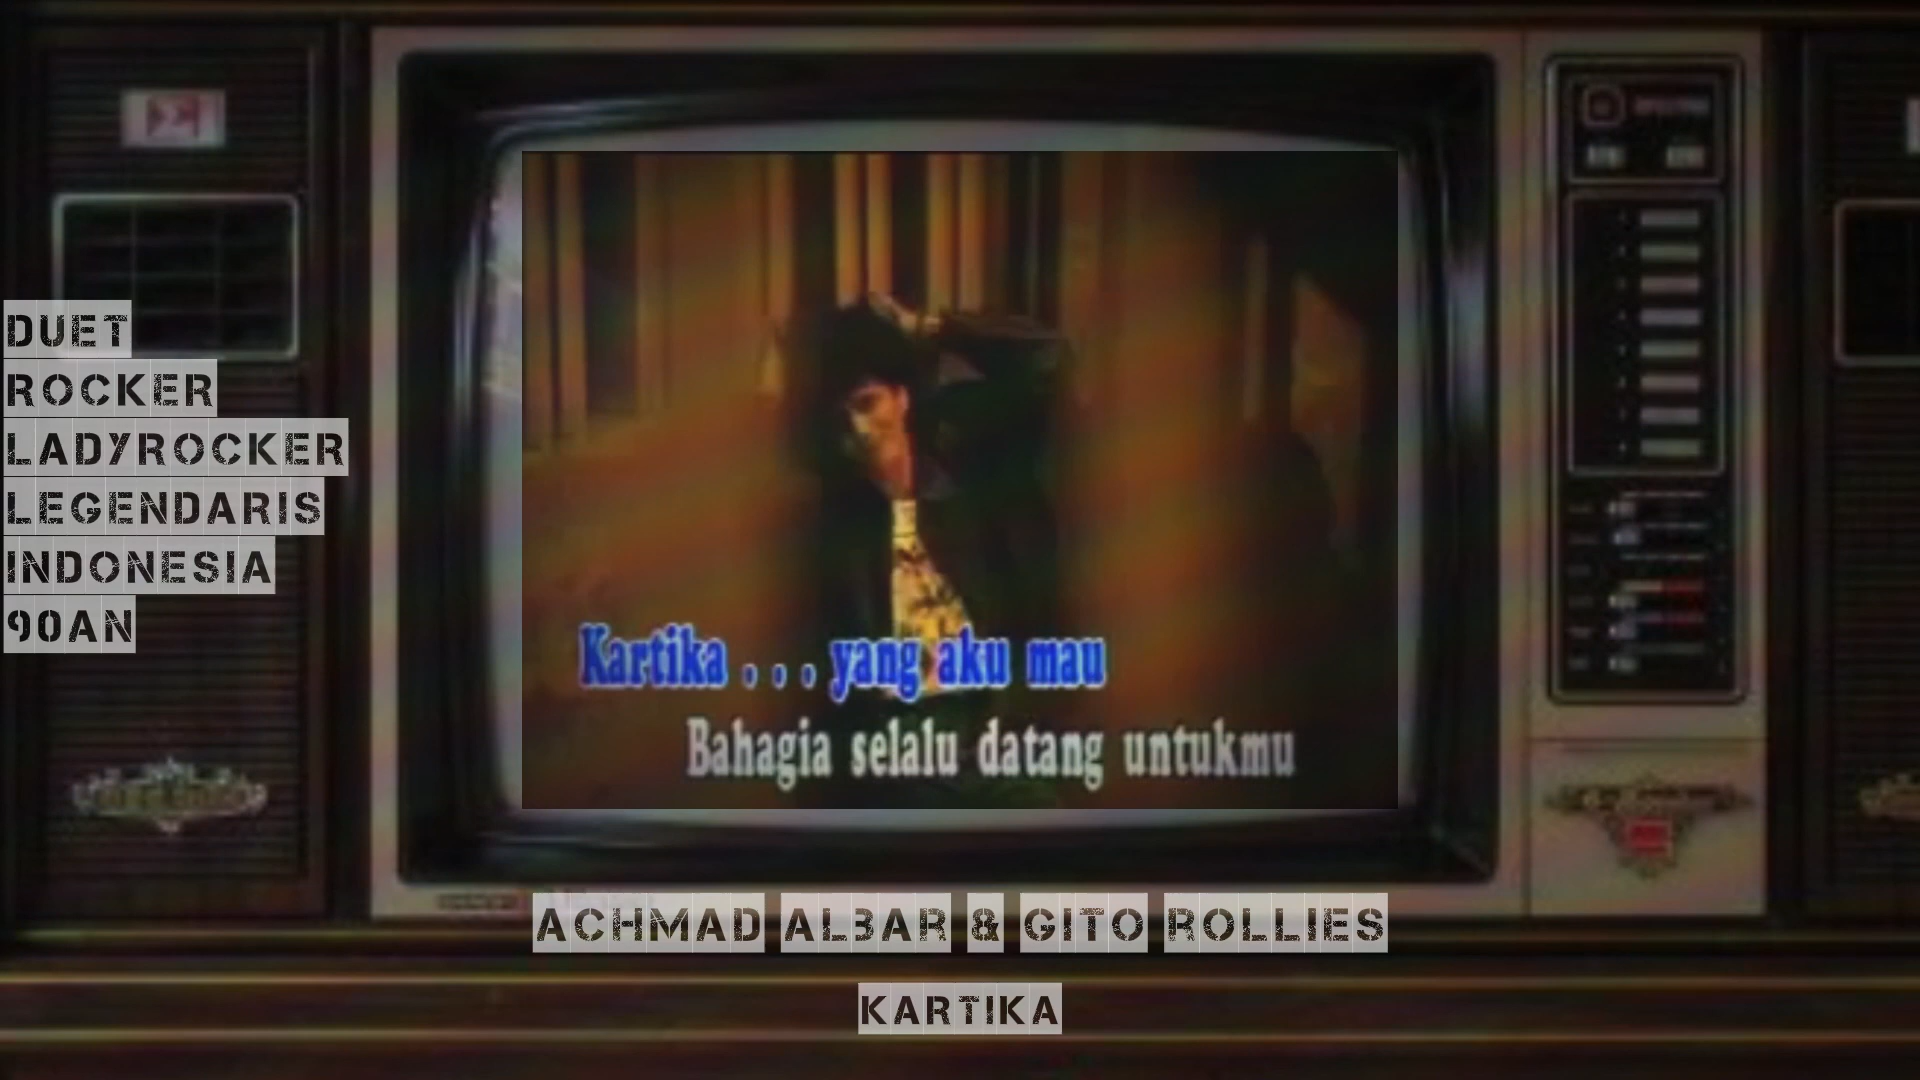 DUET
ROCKER
LADYROCKER
LEGENDARIS
INDONESIA
90AN
Kartika . . . yang aku mau
Bahagia selalu datang untukmu
ACHMAD ALBAR & GITO ROLLIES
KARTIKA